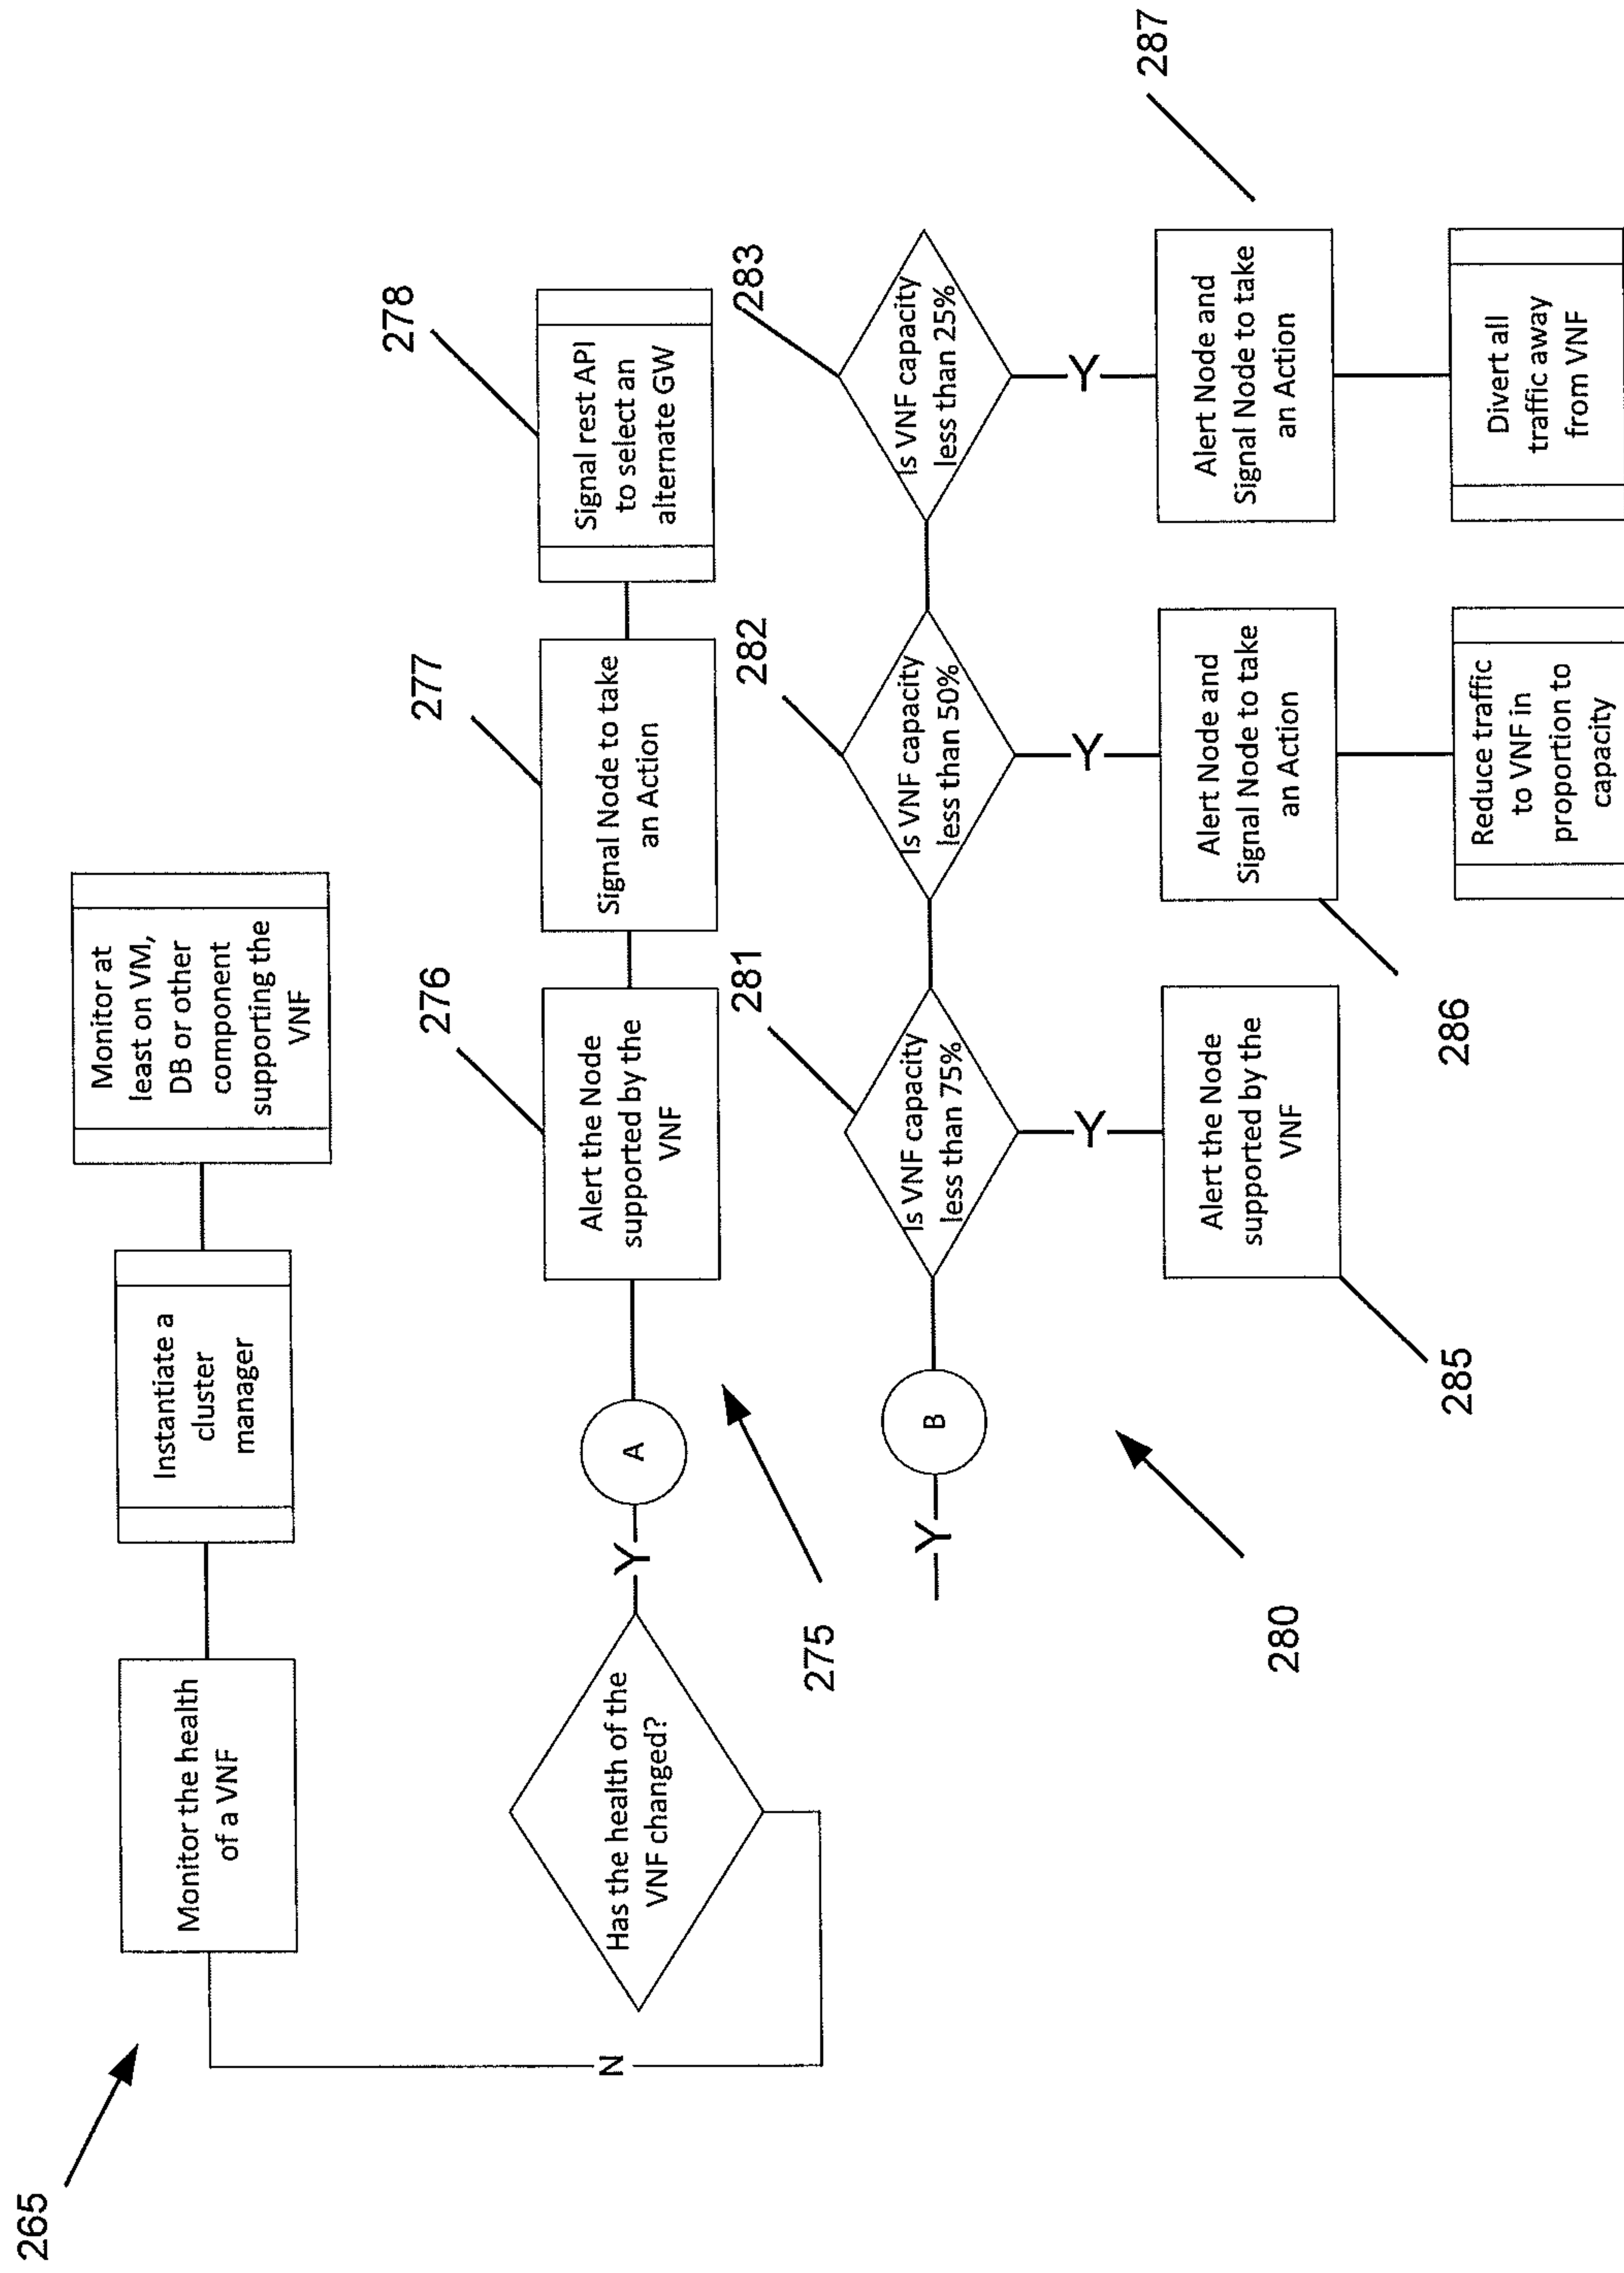 265
Monitor the health
of a VNF
Instantiate a
cluster
manager
Monitor at
least on VM,
DB or other
component
supporting the
VNF
N
Has the health of the
VNF changed?
Y
A
275
276
Alert the Node
supported by the
VNF
277
Signal Node to take
an Action
278
Signal rest API
to select an
alternate GW
280
Y
B
281
Is VNF capacity
less than 75%
282
Is VNF capacity
less than 50%
283
Is VNF capacity
less than 25%
Y
Y
Y
285
Alert the Node
supported by the
VNF
286
Alert Node and
Signal Node to take
an Action
287
Alert Node and
Signal Node to take
an Action
Reduce traffic
to VNF in
proportion to
capacity
Divert all
traffic away
from VNF